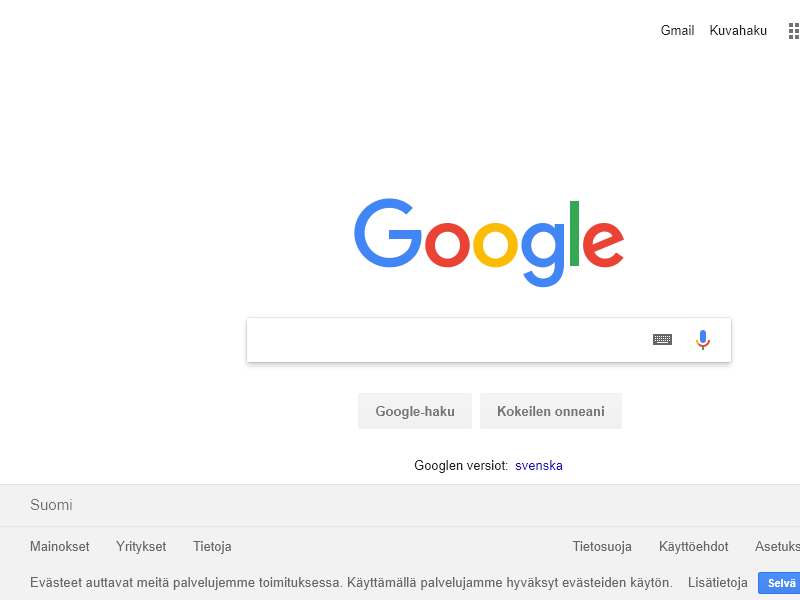 Gmail Kuvahaku
Google
Google-haku Kokeilen onneani
Googlen versiot: svenska
Suomi
Mainokset Yritykset Tietoja Tietosuoja Käyttöehdot Asetuks
Evästeet auttavat meitä palvelujemme toimituksessa. Käyttämällä palvelujamme hyväksyt evästeiden käytön. Lisätietoja Selvä